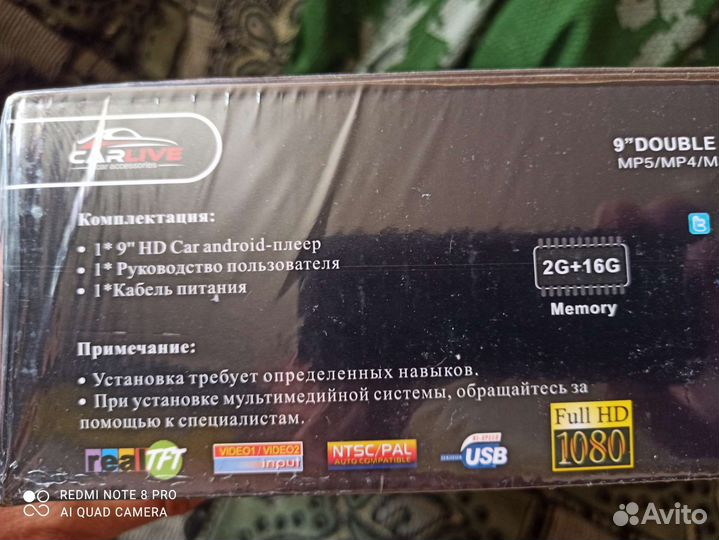 CARLIVE
car accessories
9"DOUBLE
MP5/MP4/M
Комплектация:
• 1* 9" HD Car android-плеер
• 1* Руководство пользователя
• 1*Кабель питания
2G+16G
Memory
Примечание:
• Установка требует определенных навыков.
• При установке мультимедийной системы, обращайтесь за
помощью к специалистам.
real TFT
VIDEO1/VIDEO2
input
NTSC/PAL
AUTO COMPATIBLE
HI-SPEED
USB
Full HD
1080
REDMI NOTE 8 PRO
AI QUAD CAMERA
Avito